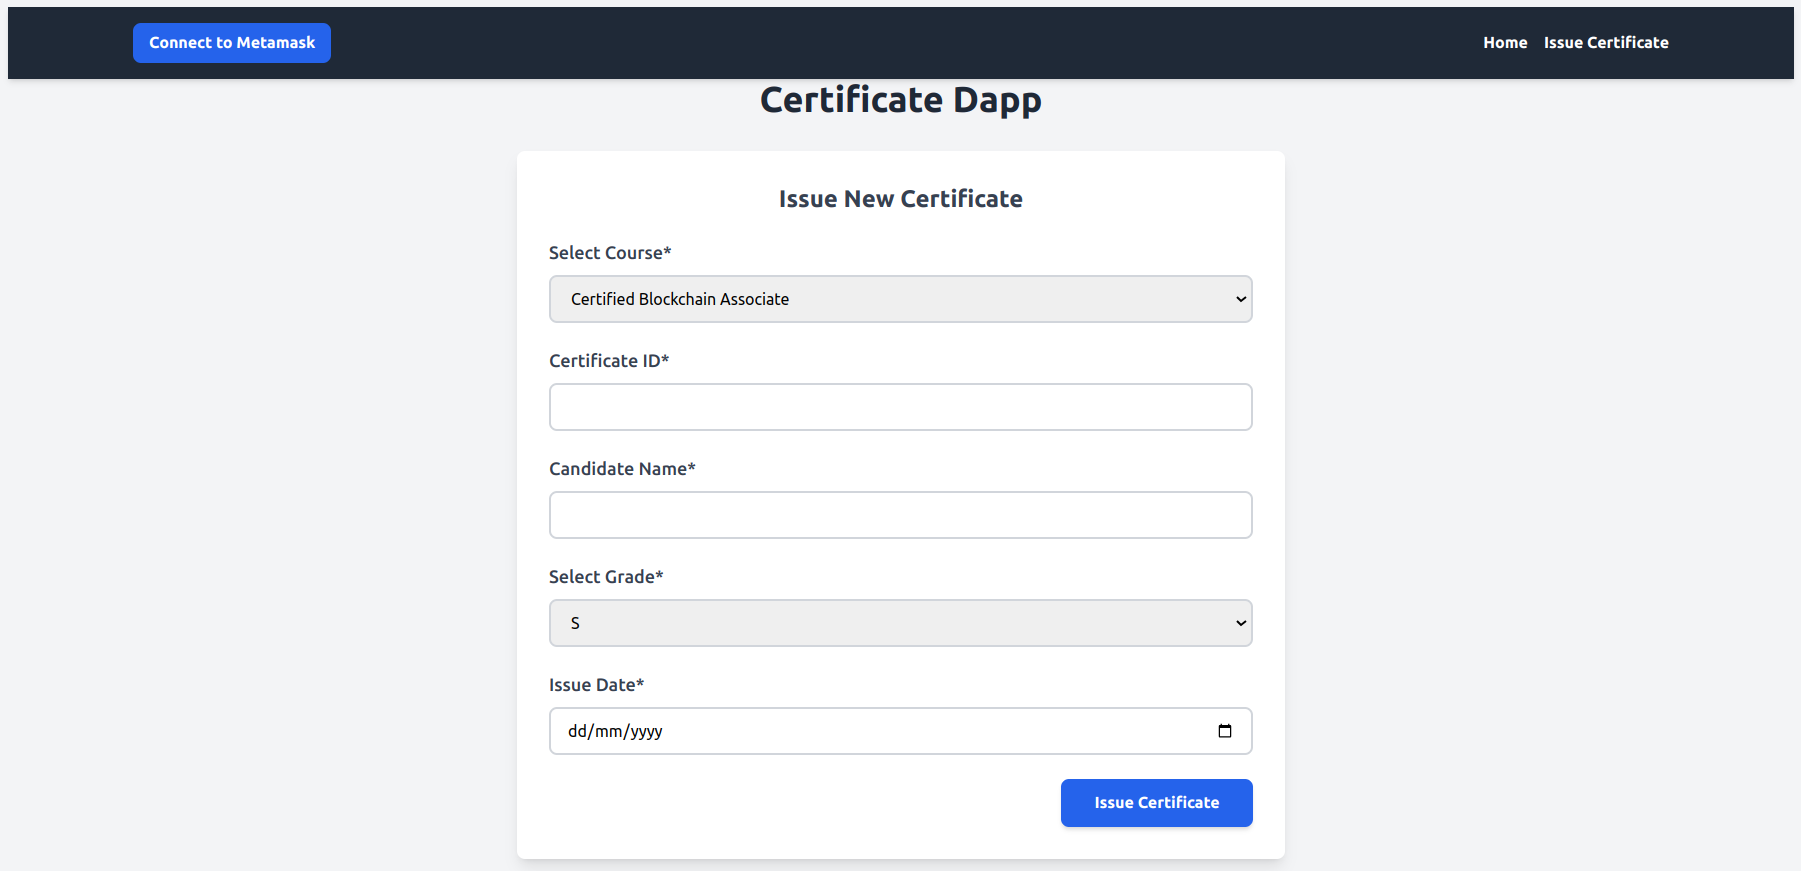 Connect to Metamask
Home Issue Certificate
Certificate Dapp
Issue New Certificate
Select Course*
Certified Blockchain Associate
Certificate ID*
Candidate Name*
Select Grade*
S
Issue Date*
dd/mm/yyyy
Issue Certificate